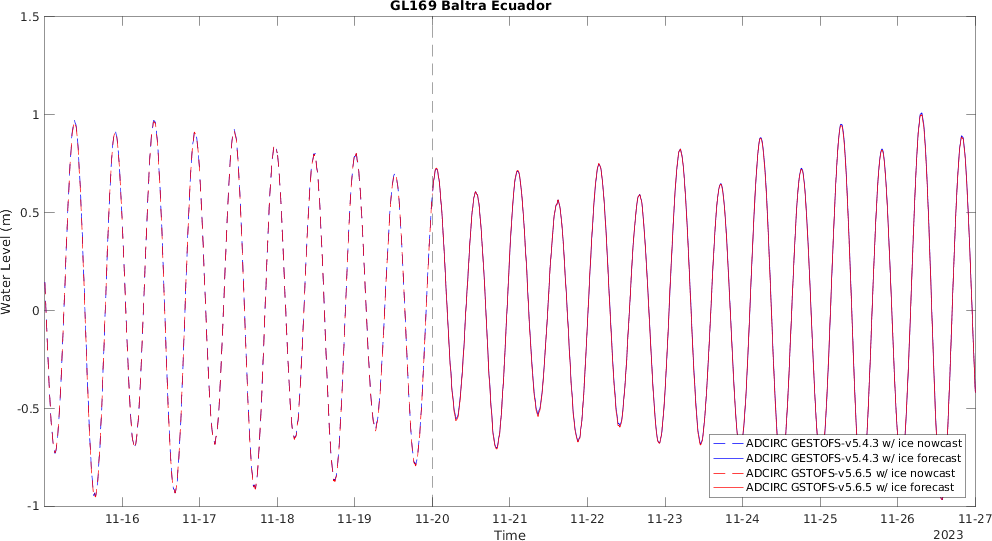 GL169 Baltra Ecuador
1.5
1
0.5
0
-0.5
-1
Water Level (m)
ADCIRC GESTOFS-v5.4.3 w/ ice nowcast
ADCIRC GESTOFS-v5.4.3 w/ ice forecast
ADCIRC GSTOFS-v5.6.5 w/ ice nowcast
ADCIRC GSTOFS-v5.6.5 w/ ice forecast
11-16 11-17 11-18 11-19 11-20 11-21 11-22 11-23 11-24 11-25 11-26 11-27
Time
2023